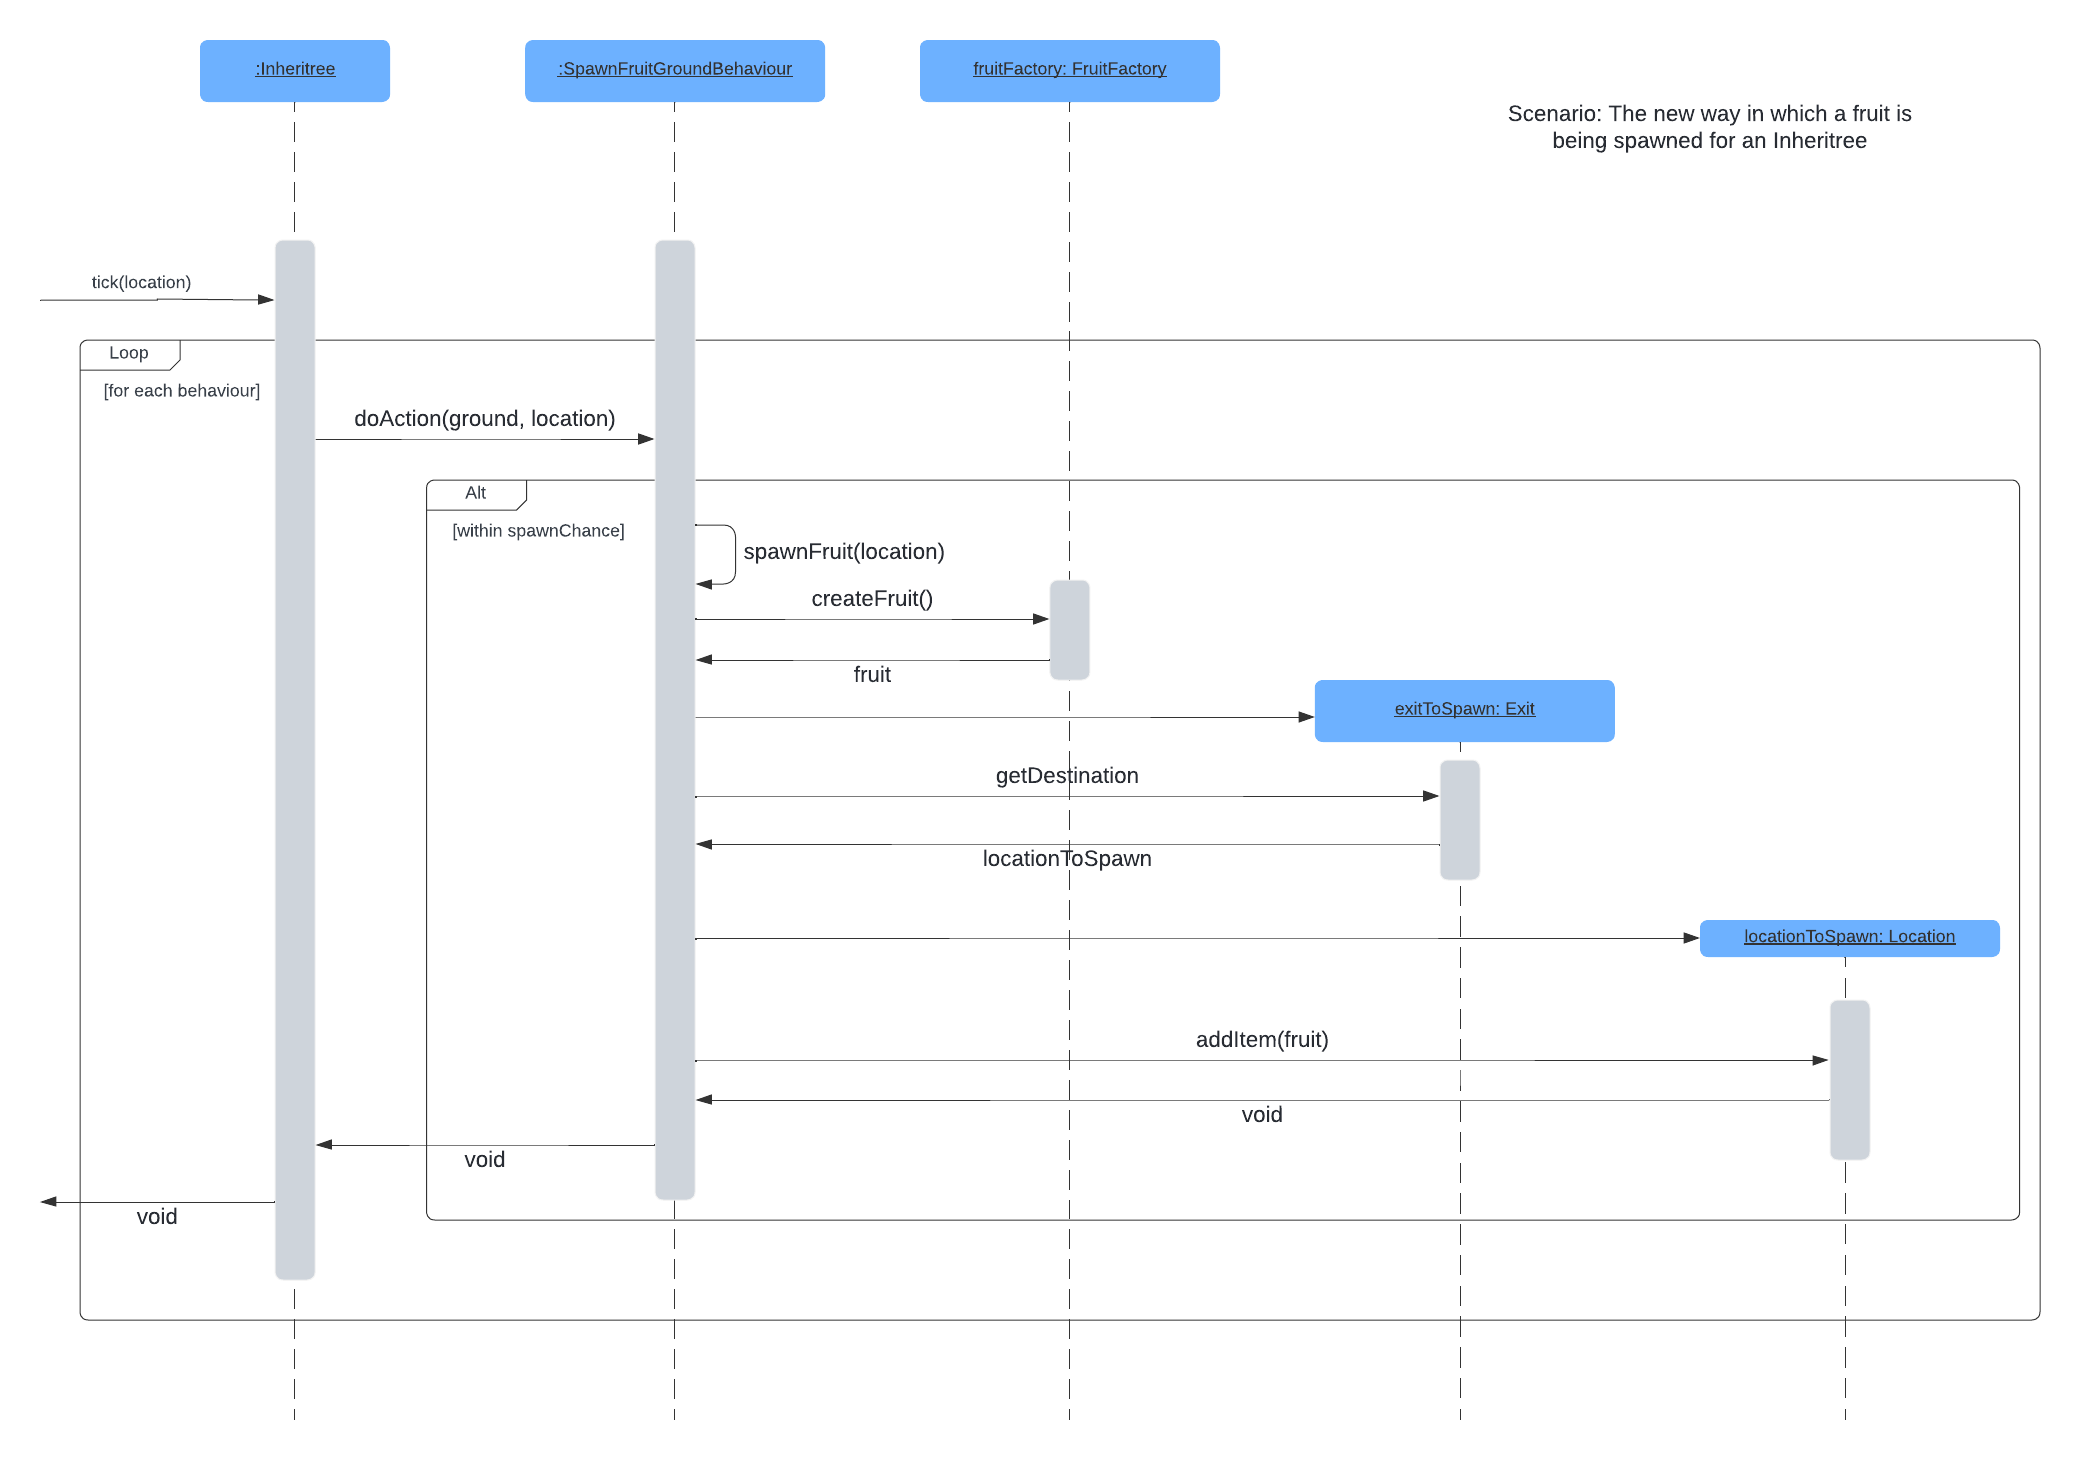 :Inheritree
:SpawnFruitGroundBehaviour
fruitFactory: FruitFactory
Scenario: The new way in which a fruit is
being spawned for an Inheritree
tick(location)
Loop
[for each behaviour]
doAction(ground, location)
Alt
[within spawnChance]
spawnFruit(location)
createFruit()
fruit
exitToSpawn: Exit
getDestination
locationToSpawn
locationToSpawn: Location
addItem(fruit)
void
void
void